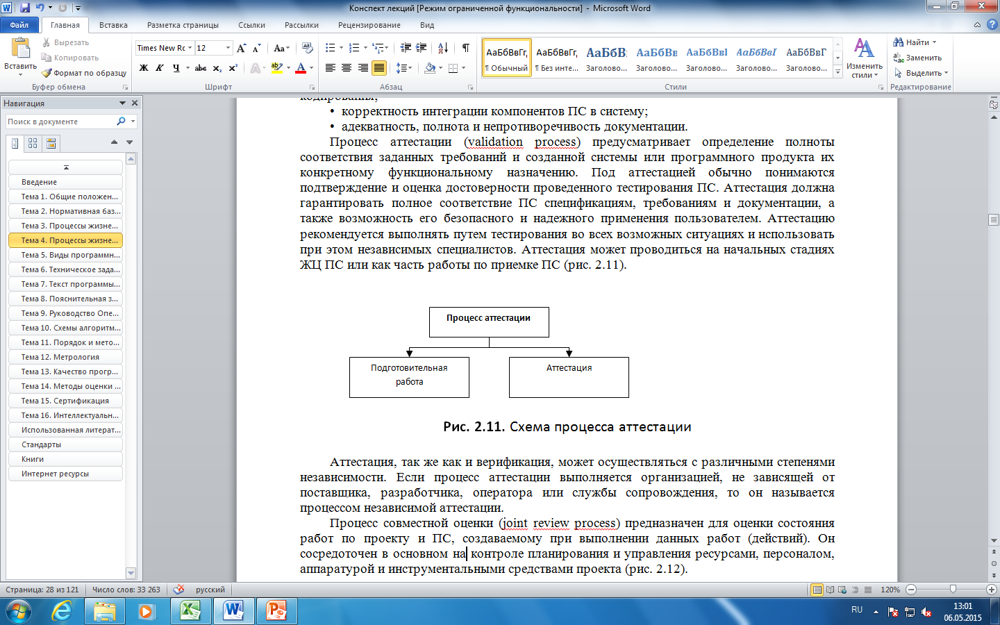 Конспект лекций [Режим ограниченной функциональности] - Microsoft Word
Файл Главная Вставка Разметка страницы Ссылки Рассылки Рецензирование Вид
Вставить
Вырезать
Копировать
Формат по образцу
Буфер обмена
Times New Rc 12
Шрифт
Абзац
АаБбВвГг, АаБбВвГг, АаБбВ АаБбВв АаБбВвІ АаБбВвІ АаБбВвГ
¶ Обычный ¶ Без инте... Заголово... Заголово... Заголово... Заголово... Заголово...
Стили
Изменить стили
Найти
Заменить
Выделить
Редактирование
Навигация
Поиск в документе
Введение
Тема 1. Общие положен...
Тема 2. Нормативная баз...
Тема 3. Процессы жизне...
Тема 4. Процессы жизне...
Тема 5. Виды программн...
Тема 6. Техническое зада...
Тема 7. Текст программы...
Тема 8. Пояснительная з...
Тема 9. Руководство Опе...
Тема 10. Схемы алгоритм...
Тема 11. Порядок и мето...
Тема 12. Метрология
Тема 13. Качество прогр...
Тема 14. Методы оценки ...
Тема 15. Сертификация
Тема 16. Интеллектуальн...
Использованная литерат...
Стандарты
Книги
Интернет ресурсы
кодирования;
• корректность интеграции компонентов ПС в систему;
• адекватность, полнота и непротиворечивость документации.
Процесс аттестации (validation process) предусматривает определение полноты
соответствия заданных требований и созданной системы или программного продукта их
конкретному функциональному назначению. Под аттестацией обычно понимаются
подтверждение и оценка достоверности проведенного тестирования ПС. Аттестация должна
гарантировать полное соответствие ПС спецификациям, требованиям и документации, а
также возможность его безопасного и надежного применения пользователем. Аттестацию
рекомендуется выполнять путем тестирования во всех возможных ситуациях и использовать
при этом независимых специалистов. Аттестация может проводиться на начальных стадиях
ЖЦ ПС или как часть работы по приемке ПС (рис. 2.11).
Процесс аттестации
Подготовительная
работа
Аттестация
Рис. 2.11. Схема процесса аттестации
Аттестация, так же как и верификация, может осуществляться с различными степенями
независимости. Если процесс аттестации выполняется организацией, не зависящей от
поставщика, разработчика, оператора или службы сопровождения, то он называется
процессом независимой аттестации.
Процесс совместной оценки (joint review process) предназначен для оценки состояния
работ по проекту и ПС, создаваемому при выполнении данных работ (действий). Он
сосредоточен в основном на контроле планирования и управления ресурсами, персоналом,
аппаратурой и инструментальными средствами проекта (рис. 2.12).
Страница: 28 из 121 Число слов: 33 263 русский 120%
RU 13:01
06.05.2015